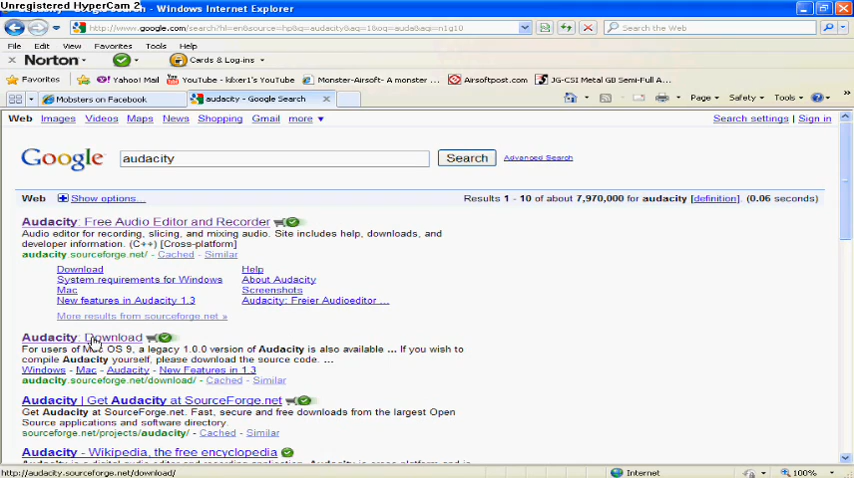 Unregistered HyperCam 2
Windows Internet Explorer
http://www.google.com/search?hl=en&source=hp&q=audacity&aq=1&oq=auda&aqi=n1g10
Search the Web
File Edit View Favorites Tools Help
Norton Cards & Log-ins
Favorites Yahoo! Mail YouTube - Monster-Airsoft- A monster ... Airsoftpost.com JG-CSI Metal GB Semi-Full A...
Mobsters on Facebook audacity - Google Search Page Safety Tools
Web Images Videos Maps News Shopping Gmail more Search settings | Sign in
Google audacity Search Advanced Search
Web Show options... Results 1 - 10 of about 7,970,000 for audacity [definition]. (0.06 seconds)
Audacity: Free Audio Editor and Recorder
Audio editor for recording, slicing, and mixing audio. Site includes help, downloads, and
developer information. (C++) [Cross-platform]
audacity.sourceforge.net/ - Cached - Similar
Download Help
System requirements for Windows About Audacity
Mac Screenshots
New features in Audacity 1.3 Audacity: Freier Audioeditor ...
More results from sourceforge.net »
Audacity: Download
For users of Mac OS 9, a legacy 1.0.0 version of Audacity is also available ... If you wish to
compile Audacity yourself, please download the source code. ...
Windows - Mac - Audacity - New Features in 1.3
audacity.sourceforge.net/download/ - Cached - Similar
Audacity | Get Audacity at SourceForge.net
Get Audacity at SourceForge.net. Fast, secure and free downloads from the largest Open
Source applications and software directory.
sourceforge.net/projects/audacity/ - Cached - Similar
Audacity - Wikipedia, the free encyclopedia
http://audacity.sourceforge.net/download/ Internet 100%